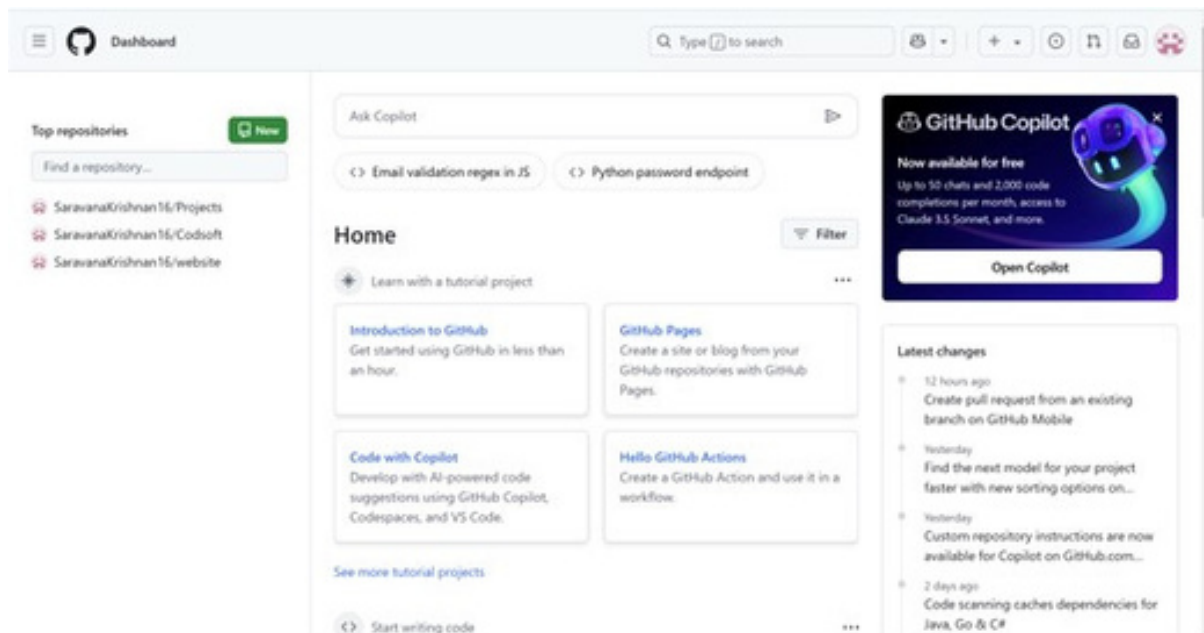 Dashboard
Type / to search
Top repositories
New
Find a repository...
SaravanaKrishnan16/Projects
SaravanaKrishnan16/Codsoft
SaravanaKrishnan16/website
Ask Copilot
Email validation regex in JS
Python password endpoint
Home
Filter
Learn with a tutorial project
Introduction to GitHub
Get started using GitHub in less than
an hour.
GitHub Pages
Create a site or blog from your
GitHub repositories with GitHub
Pages.
Code with Copilot
Develop with AI-powered code
suggestions using GitHub Copilot,
Codespaces, and VS Code.
Hello GitHub Actions
Create a GitHub Action and use it in a
workflow.
See more tutorial projects
Start writing code
GitHub Copilot
Now available for free
Up to 50 chats and 2,000 code
completions per month, access to
Claude 3.5 Sonnet, and more.
Open Copilot
Latest changes
12 hours ago
Create pull request from an existing
branch on GitHub Mobile
Yesterday
Find the next model for your project
faster with new sorting options on...
Yesterday
Custom repository instructions are now
available for Copilot on GitHub.com...
2 days ago
Code scanning caches dependencies for
Java, Go & C#